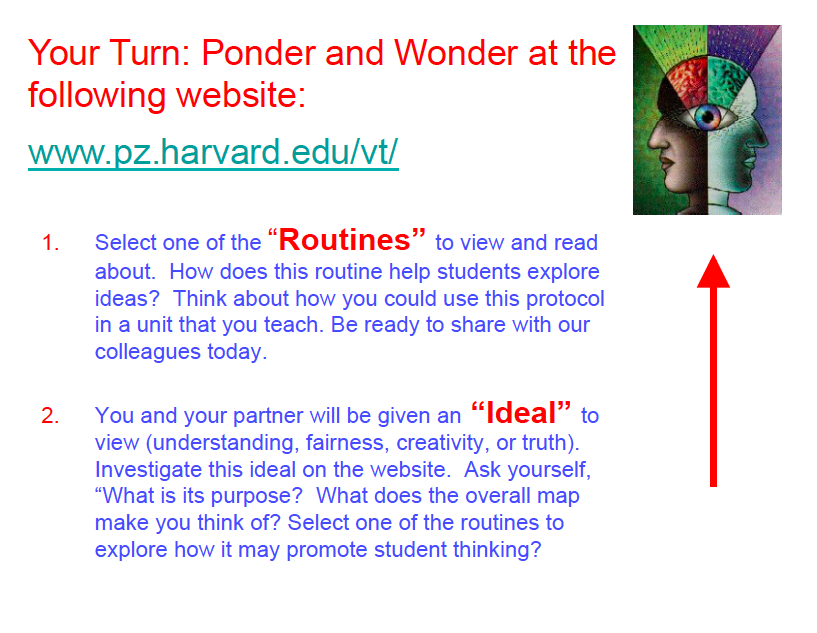 Your Turn: Ponder and Wonder at the
following website:
www.pz.harvard.edu/vt/
1. Select one of the “Routines” to view and read
about.  How does this routine help students explore
ideas?  Think about how you could use this protocol
in a unit that you teach. Be ready to share with our
colleagues today.
2. You and your partner will be given an “Ideal” to
view (understanding, fairness, creativity, or truth).
Investigate this ideal on the website.  Ask yourself,
“What is its purpose?  What does the overall map
make you think of? Select one of the routines to
explore how it may promote student thinking?